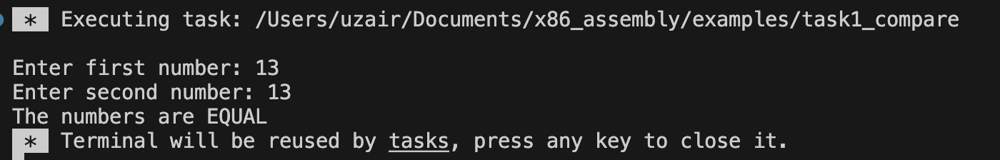 * Executing task: /Users/uzair/Documents/x86_assembly/examples/task1_compare
Enter first number: 13
Enter second number: 13
The numbers are EQUAL
* Terminal will be reused by tasks, press any key to close it.